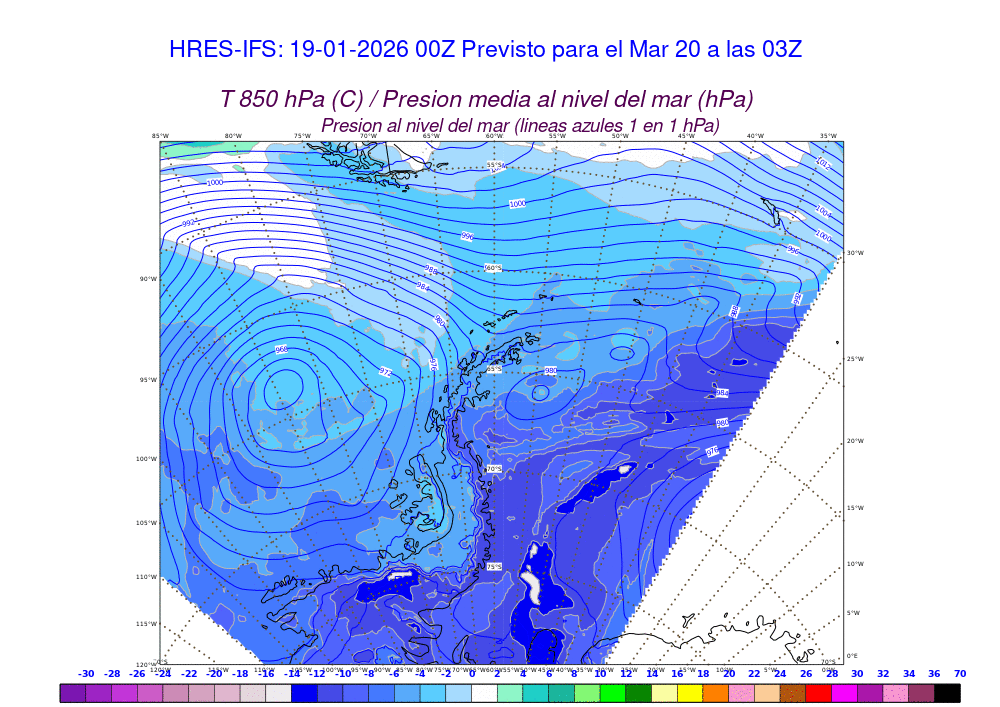 HRES-IFS: 19-01-2026 00Z Previsto para el Mar 20 a las 03Z
T 850 hPa (C) / Presion media al nivel del mar (hPa)
Presion al nivel del mar (lineas azules 1 en 1 hPa)
85°W 80°W 75°W 70°W 65°W 60°W 55°W 50°W 45°W 40°W 35°W
1012
55°S
1000
1000
1004
992
996
1000
996
30°W
988
60°S
90°W
984
992
988
980
968
976
25°W
972
65°S
980
95°W
984
980
20°W
976
100°W
70°S
15°W
105°W
75°S
10°W
110°W
5°W
115°W
120°W
70°S
0°E
-30 -28 -26 -24 -22 -20 -18 -16 -14 -12 -10 -8 -6 -4 -2 0 2 4 6 8 10 12 14 16 18 20 22 24 26 28 30 32 34 36 70